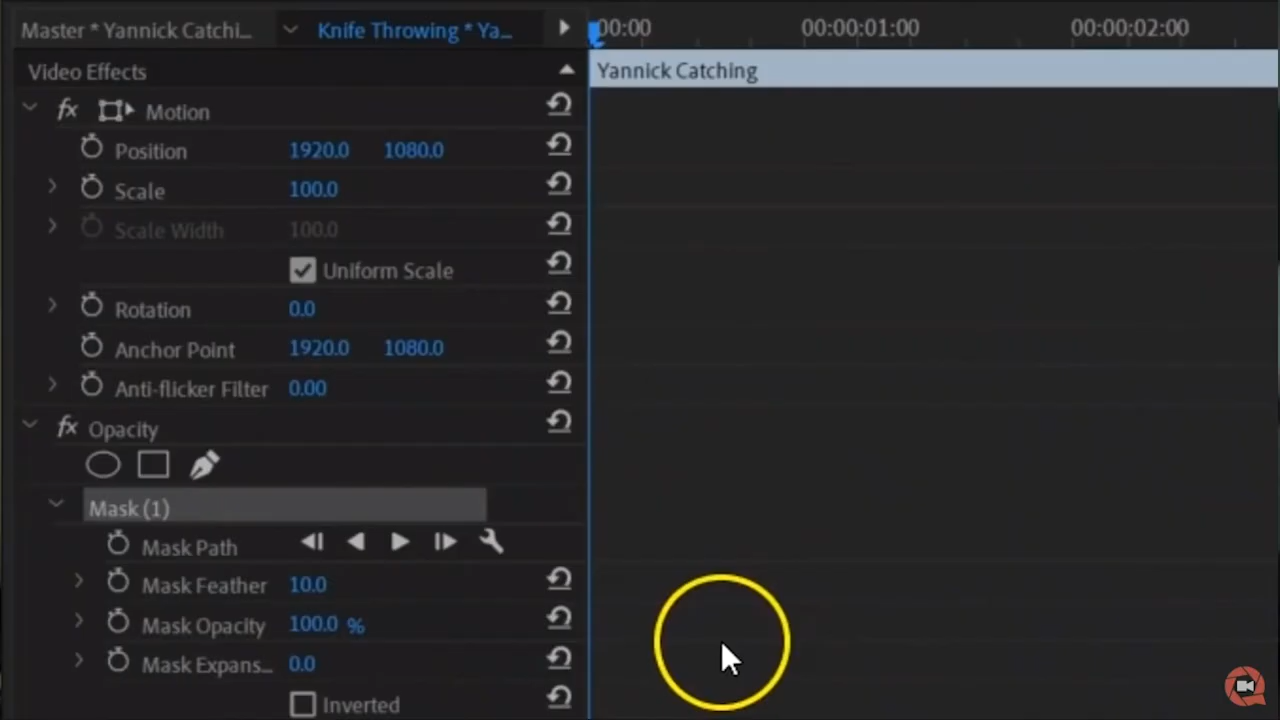 Master * Yannick Catchi... Knife Throwing * Ya... 00:00 00:00:01:00 00:00:02:00
Video Effects Yannick Catching
fx Motion
Position 1920.0 1080.0
Scale 100.0
Scale Width 100.0
Uniform Scale
Rotation 0.0
Anchor Point 1920.0 1080.0
Anti-flicker Filter 0.00
fx Opacity
Mask (1)
Mask Path
Mask Feather 10.0
Mask Opacity 100.0 %
Mask Expans... 0.0
Inverted